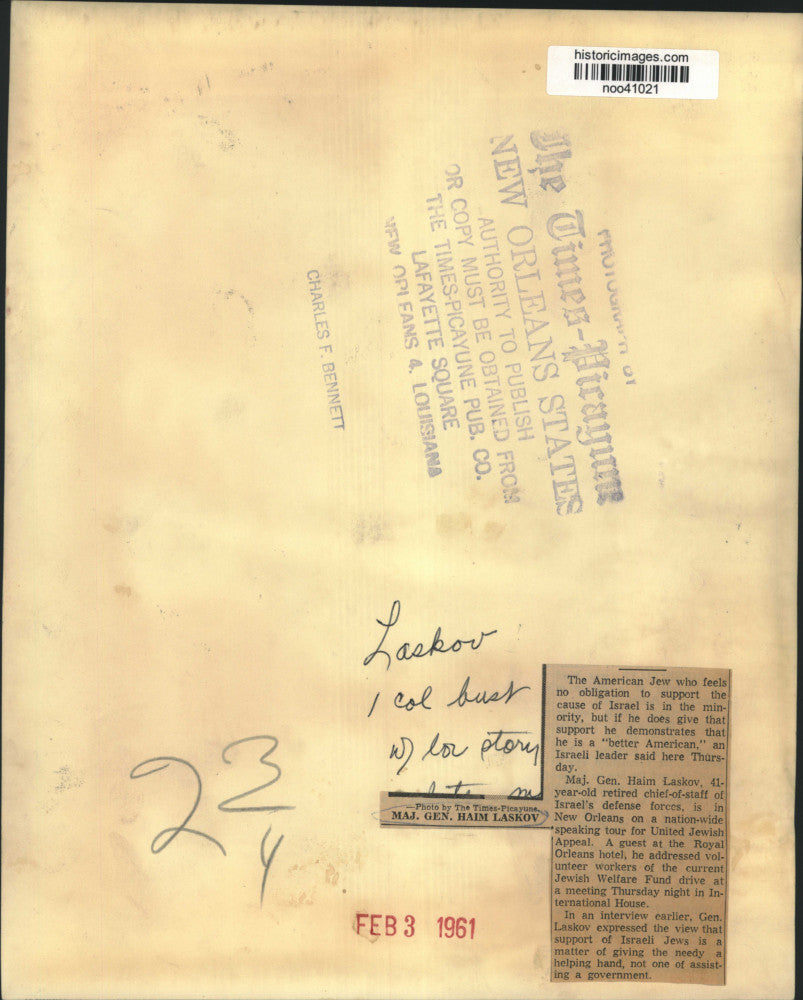 historicimages.com
noo41021
PHOTOGRAPH OF
The Times-Picayune
NEW ORLEANS STATES
AUTHORITY TO PUBLISH
OR COPY MUST BE OBTAINED FROM
THE TIMES-PICAYUNE PUB. CO.
LAFAYETTE SQUARE
NEW ORLEANS 4, LOUISIANA
CHARLES F. BENNETT
Laskov
1 col bust
w/ loc story
—Photo by The Times-Picayune.
MAJ. GEN. HAIM LASKOV
2 3/4
FEB 3 1961
The American Jew who feels
no obligation to support the
cause of Israel is in the min-
ority, but if he does give that
support he demonstrates that
he is a "better American," an
Israeli leader said here Thurs-
day.
Maj. Gen. Haim Laskov, 41-
year-old retired chief-of-staff of
Israel's defense forces, is in
New Orleans on a nation-wide
speaking tour for United Jewish
Appeal. A guest at the Royal
Orleans hotel, he addressed vol-
unteer workers of the current
Jewish Welfare Fund drive at
a meeting Thursday night in In-
ternational House.
In an interview earlier, Gen.
Laskov expressed the view that
support of Israeli Jews is a
matter of giving the needy a
helping hand, not one of assist-
ing a government.